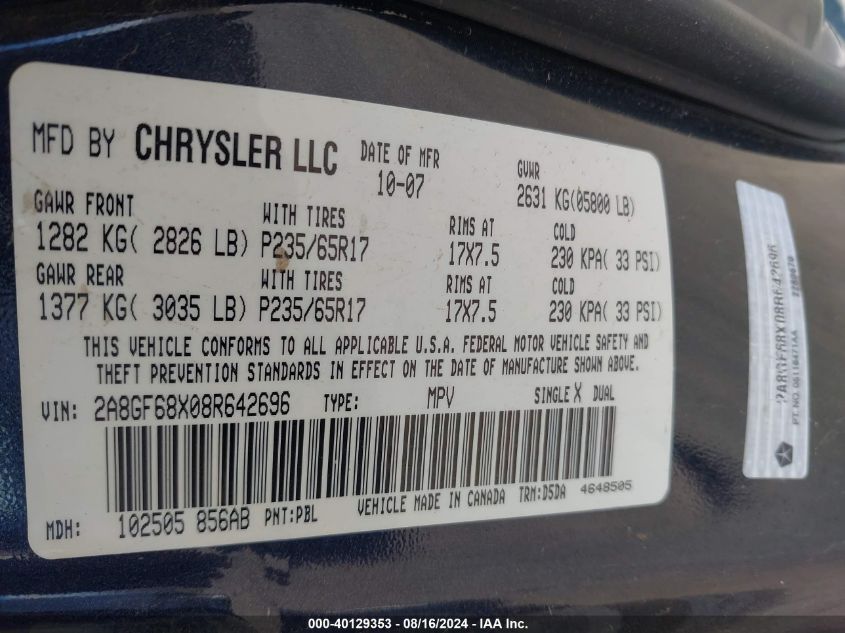 MFD BY CHRYSLER LLC DATE OF MFR GVWR
10-07 2631 KG(05800 LB)
GAWR FRONT WITH TIRES RIMS AT COLD
1282 KG( 2826 LB) P235/65R17 17X7.5 230 KPA( 33 PSI)
GAWR REAR WITH TIRES RIMS AT COLD
1377 KG( 3035 LB) P235/65R17 17X7.5 230 KPA( 33 PSI)
THIS VEHICLE CONFORMS TO ALL APPLICABLE U.S.A. FEDERAL MOTOR VEHICLE SAFETY AND
THEFT PREVENTION STANDARDS IN EFFECT ON THE DATE OF MANUFACTURE SHOWN ABOVE.
VIN: 2A8GF68X08R642696 TYPE: MPV SINGLE X DUAL
MDH: 102505 856AB PNT:PBL VEHICLE MADE IN CANADA TRM:D5DA 4648505
2A8GF68X08R642696
PT. NO. 05116471AA
000-40129353 - 08/16/2024 - IAA Inc.